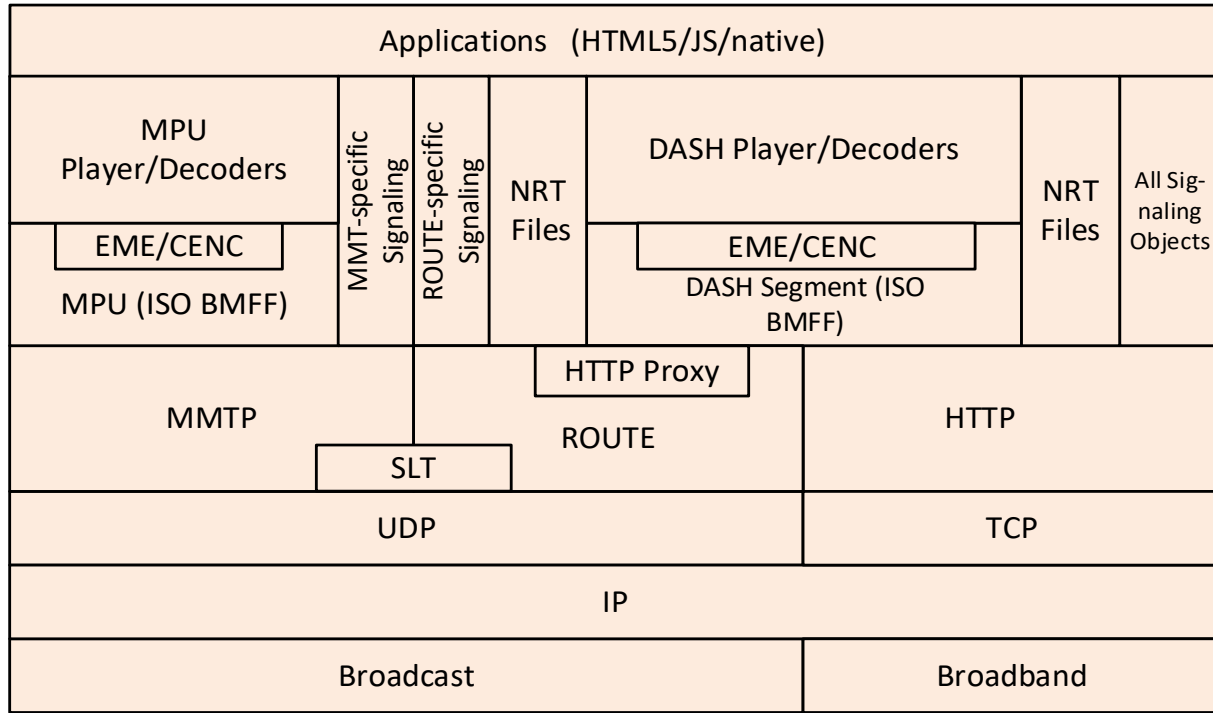 Applications (HTML5/JS/native)
MPU
Player/Decoders
EME/CENC
MPU (ISO BMFF)
MMT-specific
Signaling
ROUTE-specific
Signaling
NRT
Files
DASH Player/Decoders
EME/CENC
DASH Segment (ISO
BMFF)
NRT
Files
All Sig-
naling
Objects
MMTP
HTTP Proxy
ROUTE
SLT
HTTP
UDP
TCP
IP
Broadcast
Broadband